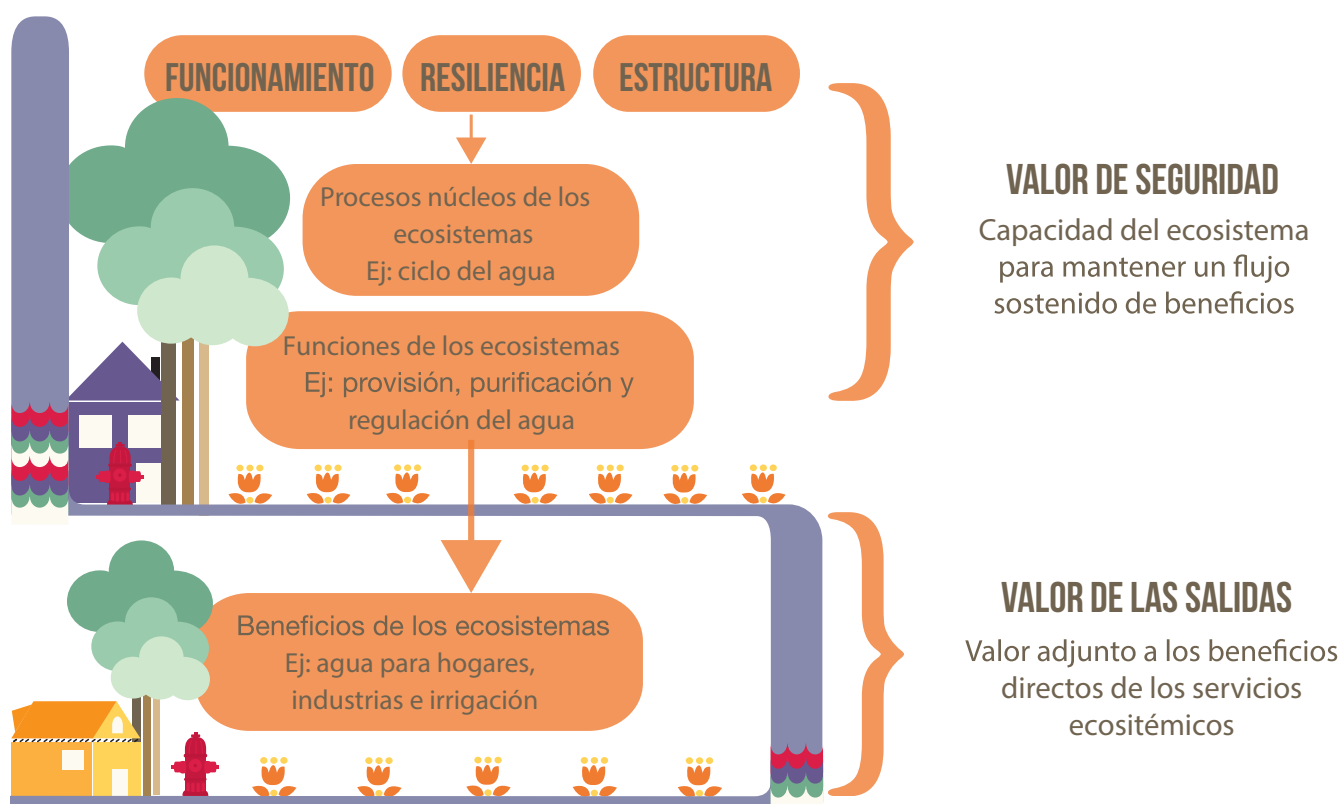 FUNCIONAMIENTO
RESILIENCIA
ESTRUCTURA
Procesos núcleos de los
ecosistemas
Ej: ciclo del agua
Funciones de los ecosistemas
Ej: provisión, purificación y
regulación del agua
VALOR DE SEGURIDAD
Capacidad del ecosistema
para mantener un flujo
sostenido de beneficios
Beneficios de los ecosistemas
Ej: agua para hogares,
industrias e irrigación
VALOR DE LAS SALIDAS
Valor adjunto a los beneficios
directos de los servicios
ecositémicos